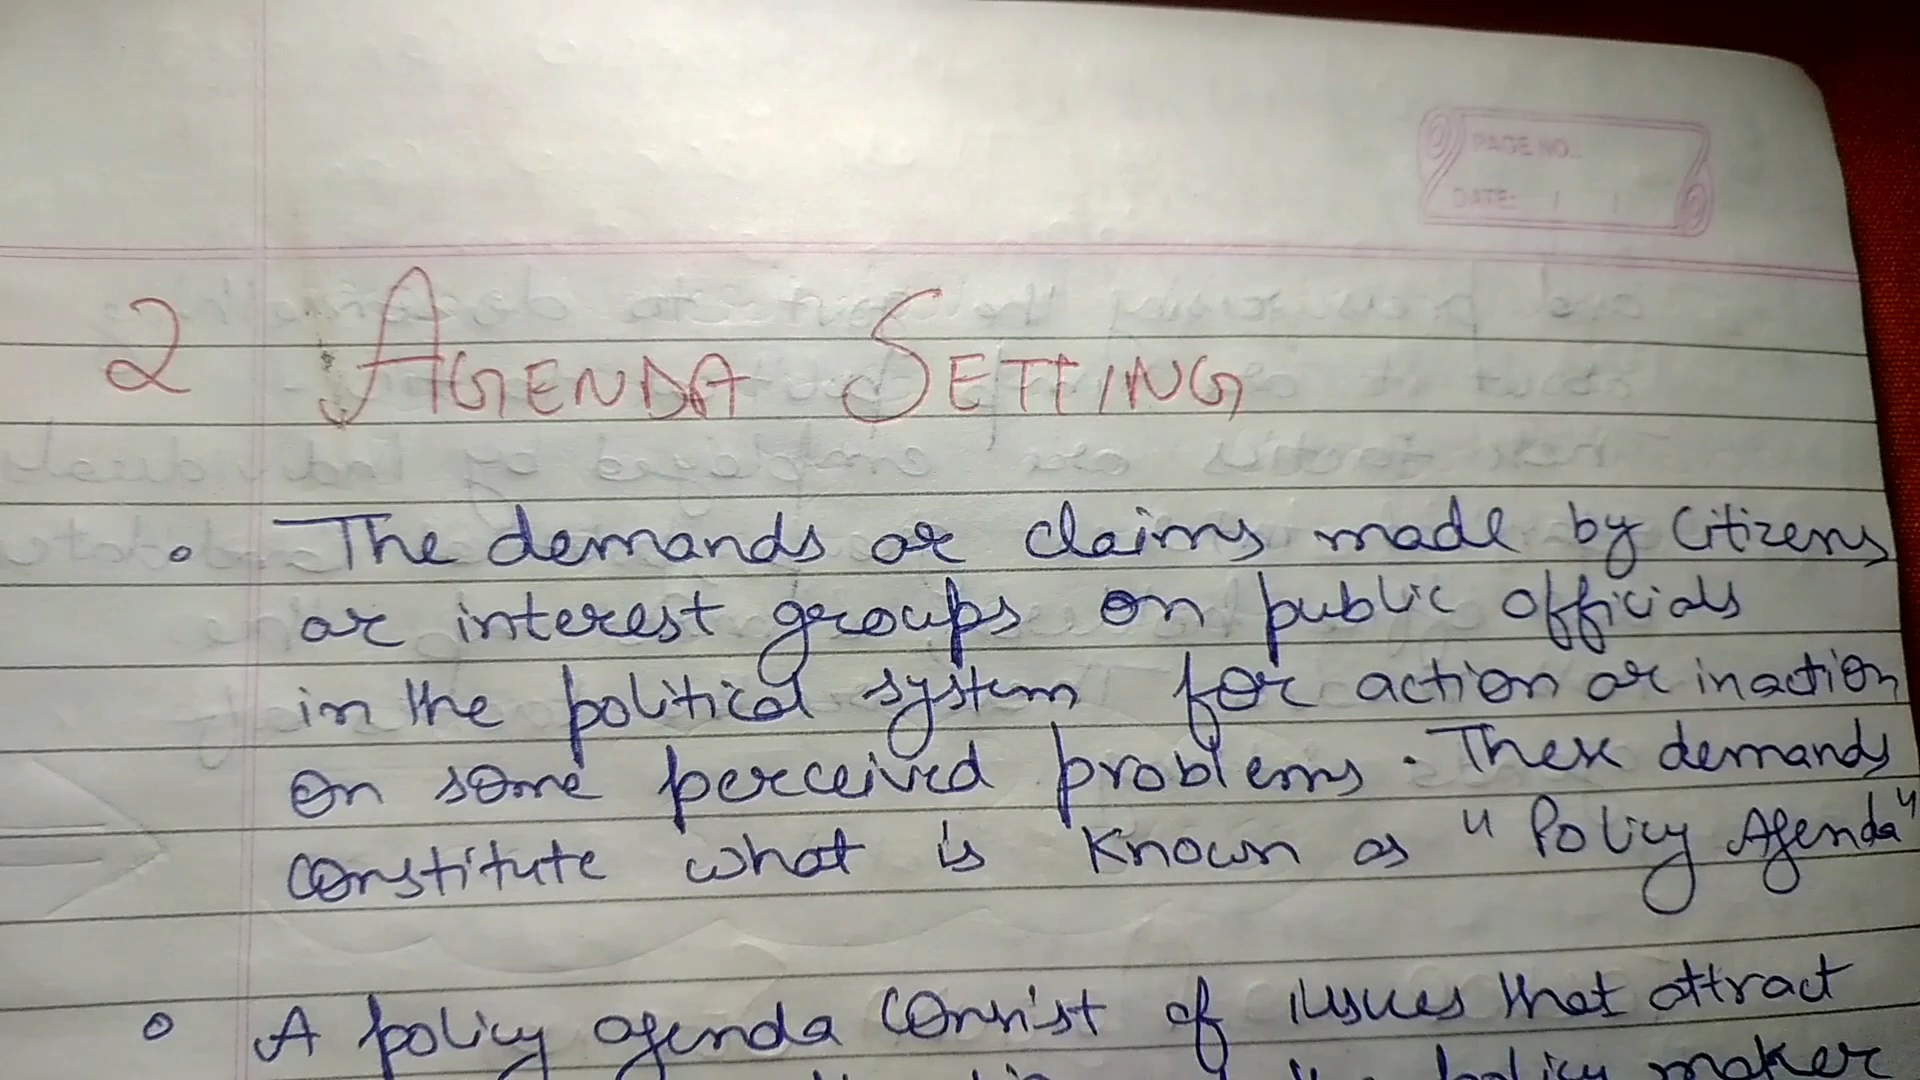 PAGE NO.
DATE:
2 AGENDA SETTING
The demands or claims made by Citizens
or interest groups on public officials
in the political system for action or inaction
on some perceived problems. These demands
constitute what is known as "Policy Agenda"
A policy agenda consist of issues that attract
policy maker